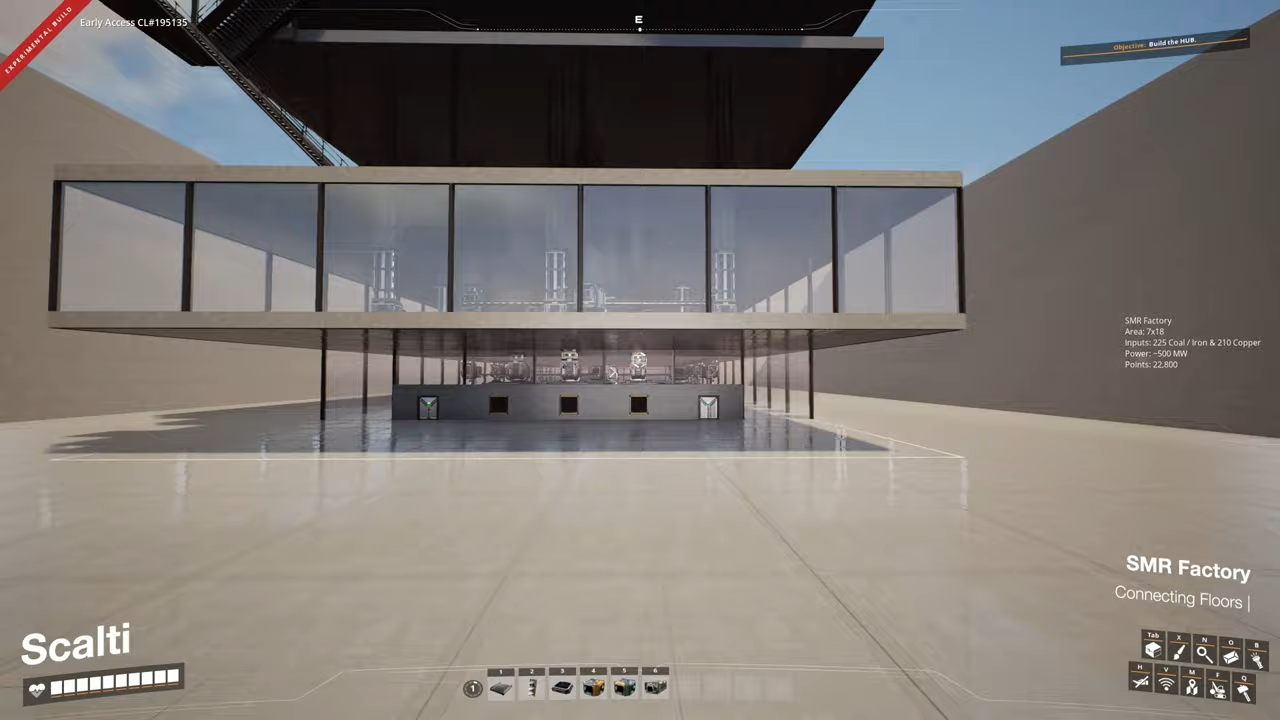 EXPERIMENTAL BUILD
Early Access CL#195135
E
Objective: Build the HUB.
SMR Factory
Area: 7x18
Inputs: 225 Coal / Iron & 210 Copper
Power: ~500 MW
Points: 22.800
SMR Factory
Connecting Floors |
Scalti
1
1 2 3 4 5 6
Tab X N O B
H V M F Q